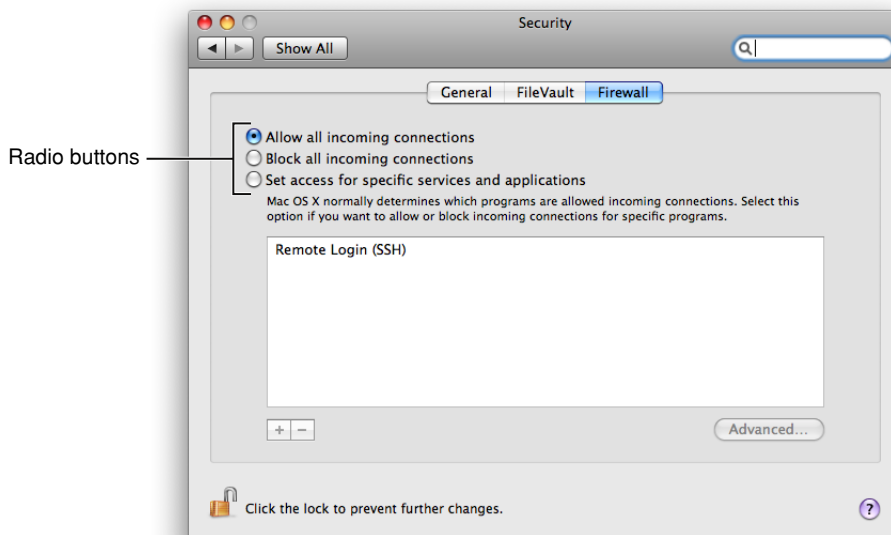 Security
Show All
General FileVault Firewall
Radio buttons
Allow all incoming connections
Block all incoming connections
Set access for specific services and applications
Mac OS X normally determines which programs are allowed incoming connections. Select this
option if you want to allow or block incoming connections for specific programs.
Remote Login (SSH)
+ −
Advanced...
Click the lock to prevent further changes.
?